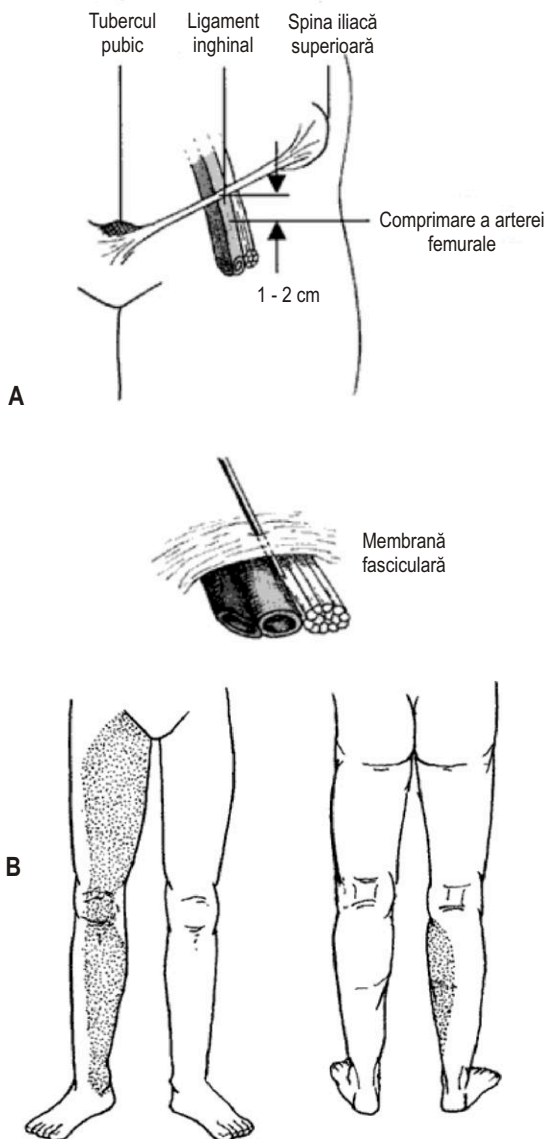 Tubercul
pubic
Ligament
inghinal
Spina iliacă
superioară
Comprimare a arterei
femurale
1 - 2 cm
A
Membrană
fasciculară
B